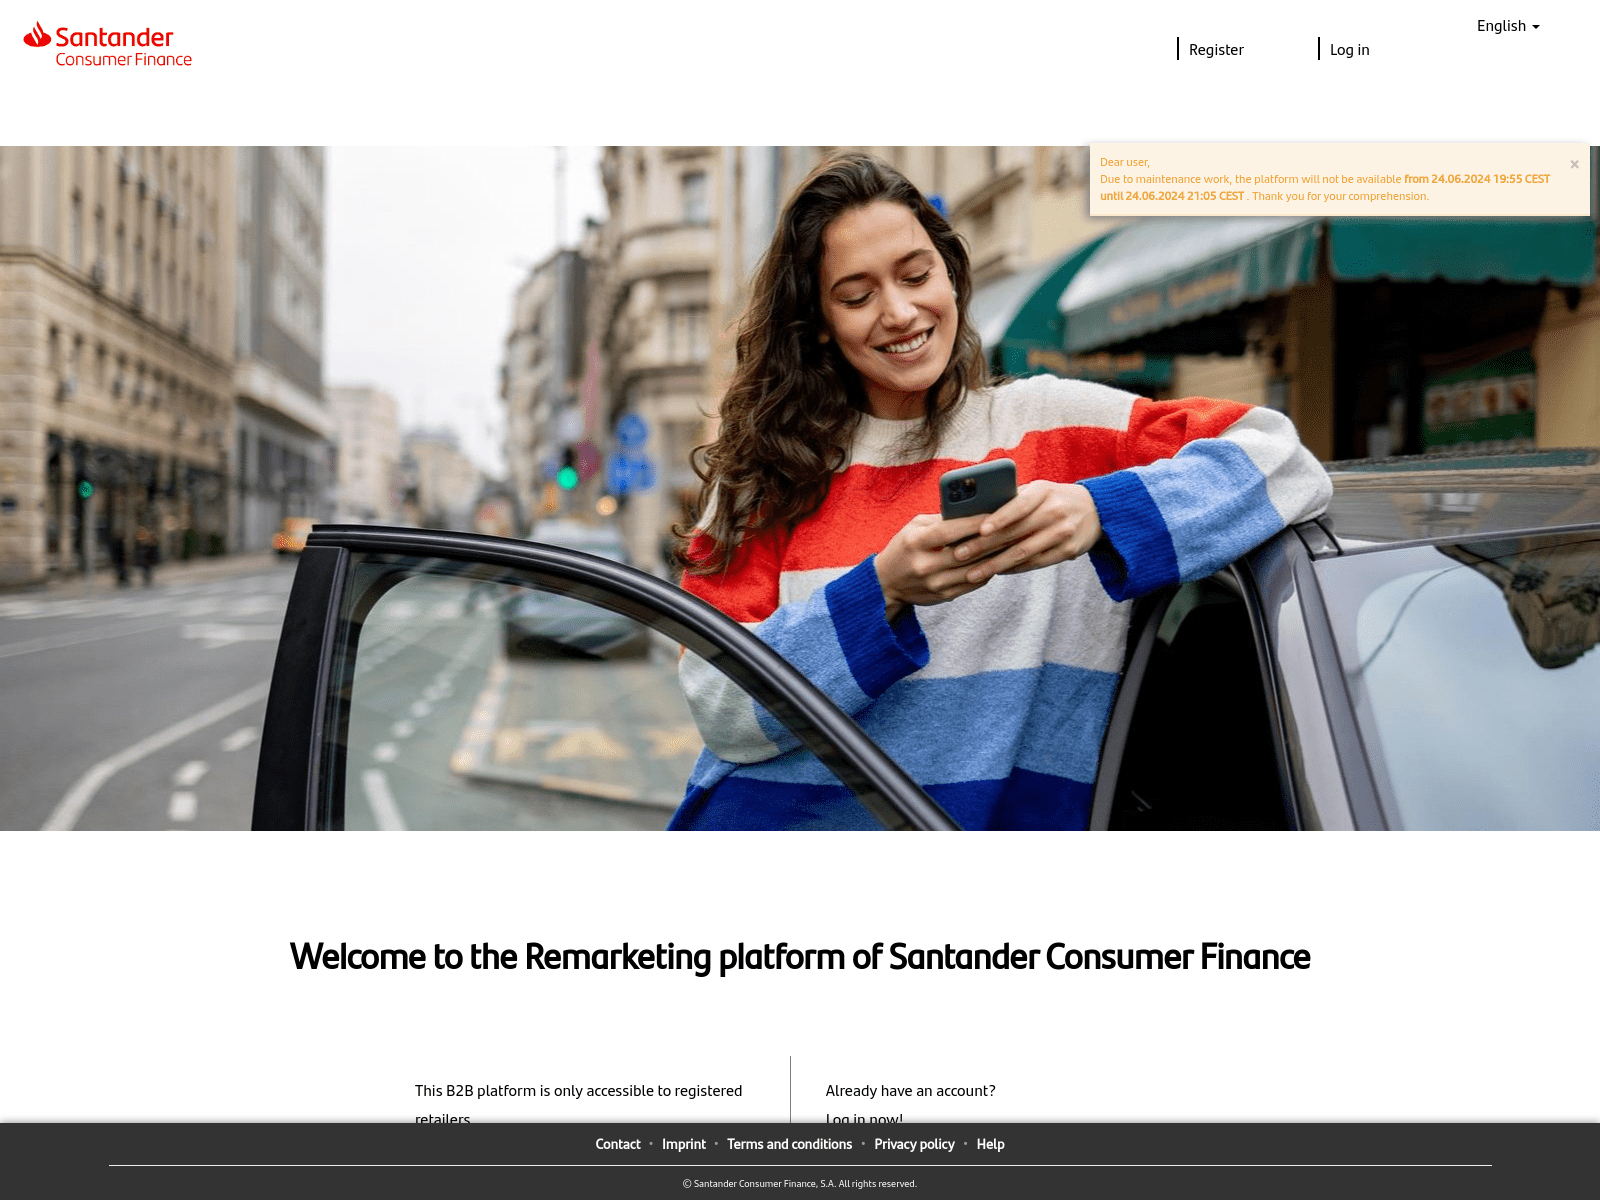 Santander
Consumer Finance
Register
Log in
English
Dear user,
Due to maintenance work, the platform will not be available from 24.06.2024 19:55 CEST
until 24.06.2024 21:05 CEST . Thank you for your comprehension.
×
Welcome to the Remarketing platform of Santander Consumer Finance
This B2B platform is only accessible to registered
retailers
Already have an account?
Log in now!
Contact • Imprint • Terms and conditions • Privacy policy • Help
© Santander Consumer Finance, S.A. All rights reserved.